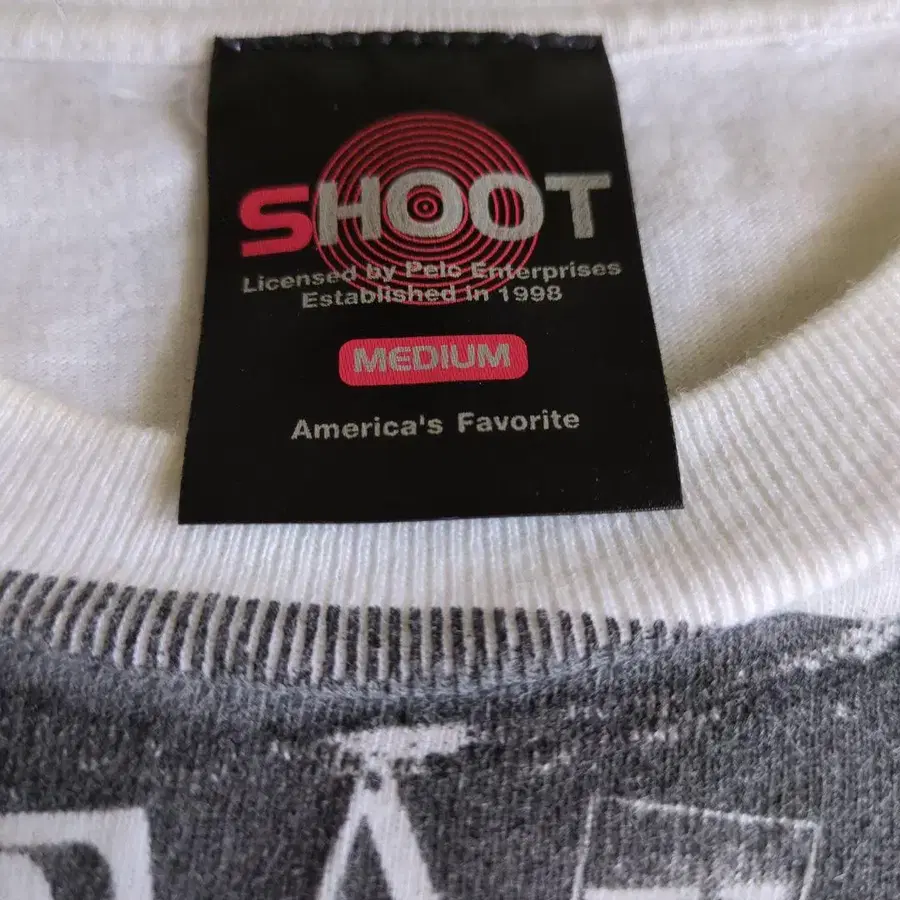 SHOOT
Licensed by Pelo Enterprises
Established in 1998
MEDIUM
America's Favorite